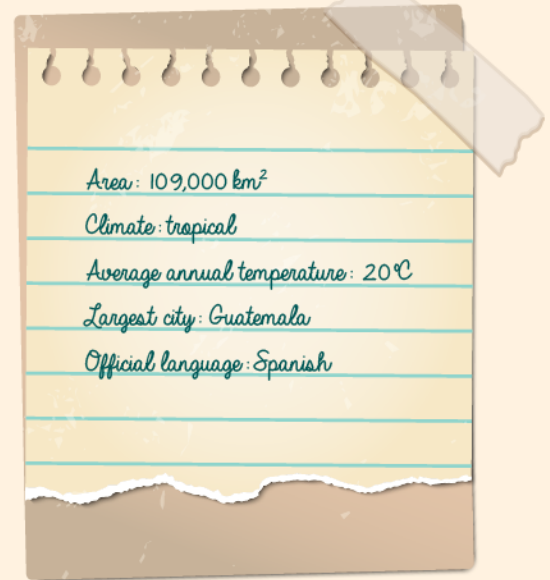 Area: 109,000 km²
Climate: tropical
Average annual temperature: 20℃
Largest city: Guatemala
Official language: Spanish